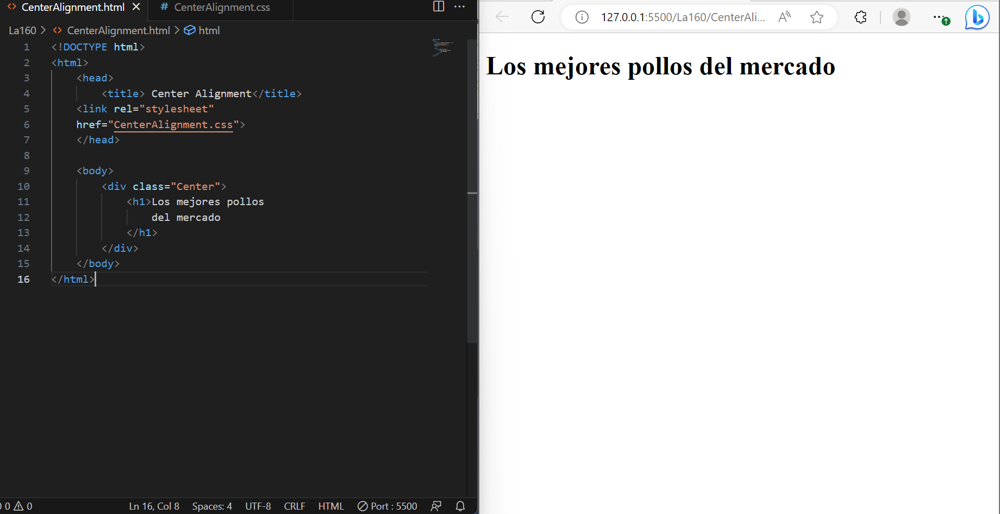 CenterAlignment.html
# CenterAlignment.css
La160 > CenterAlignment.html > html
1 <!DOCTYPE html>
2 <html>
3 <head>
4 <title> Center Alignment</title>
5 <link rel="stylesheet"
6 href="CenterAlignment.css">
7 </head>
8
9 <body>
10 <div class="Center">
11 <h1>Los mejores pollos
12 del mercado
13 </h1>
14 </div>
15 </body>
16 </html>
0 0 Ln 16, Col 8 Spaces: 4 UTF-8 CRLF HTML Port : 5500
127.0.0.1:5500/La160/CenterAli...
Los mejores pollos del mercado